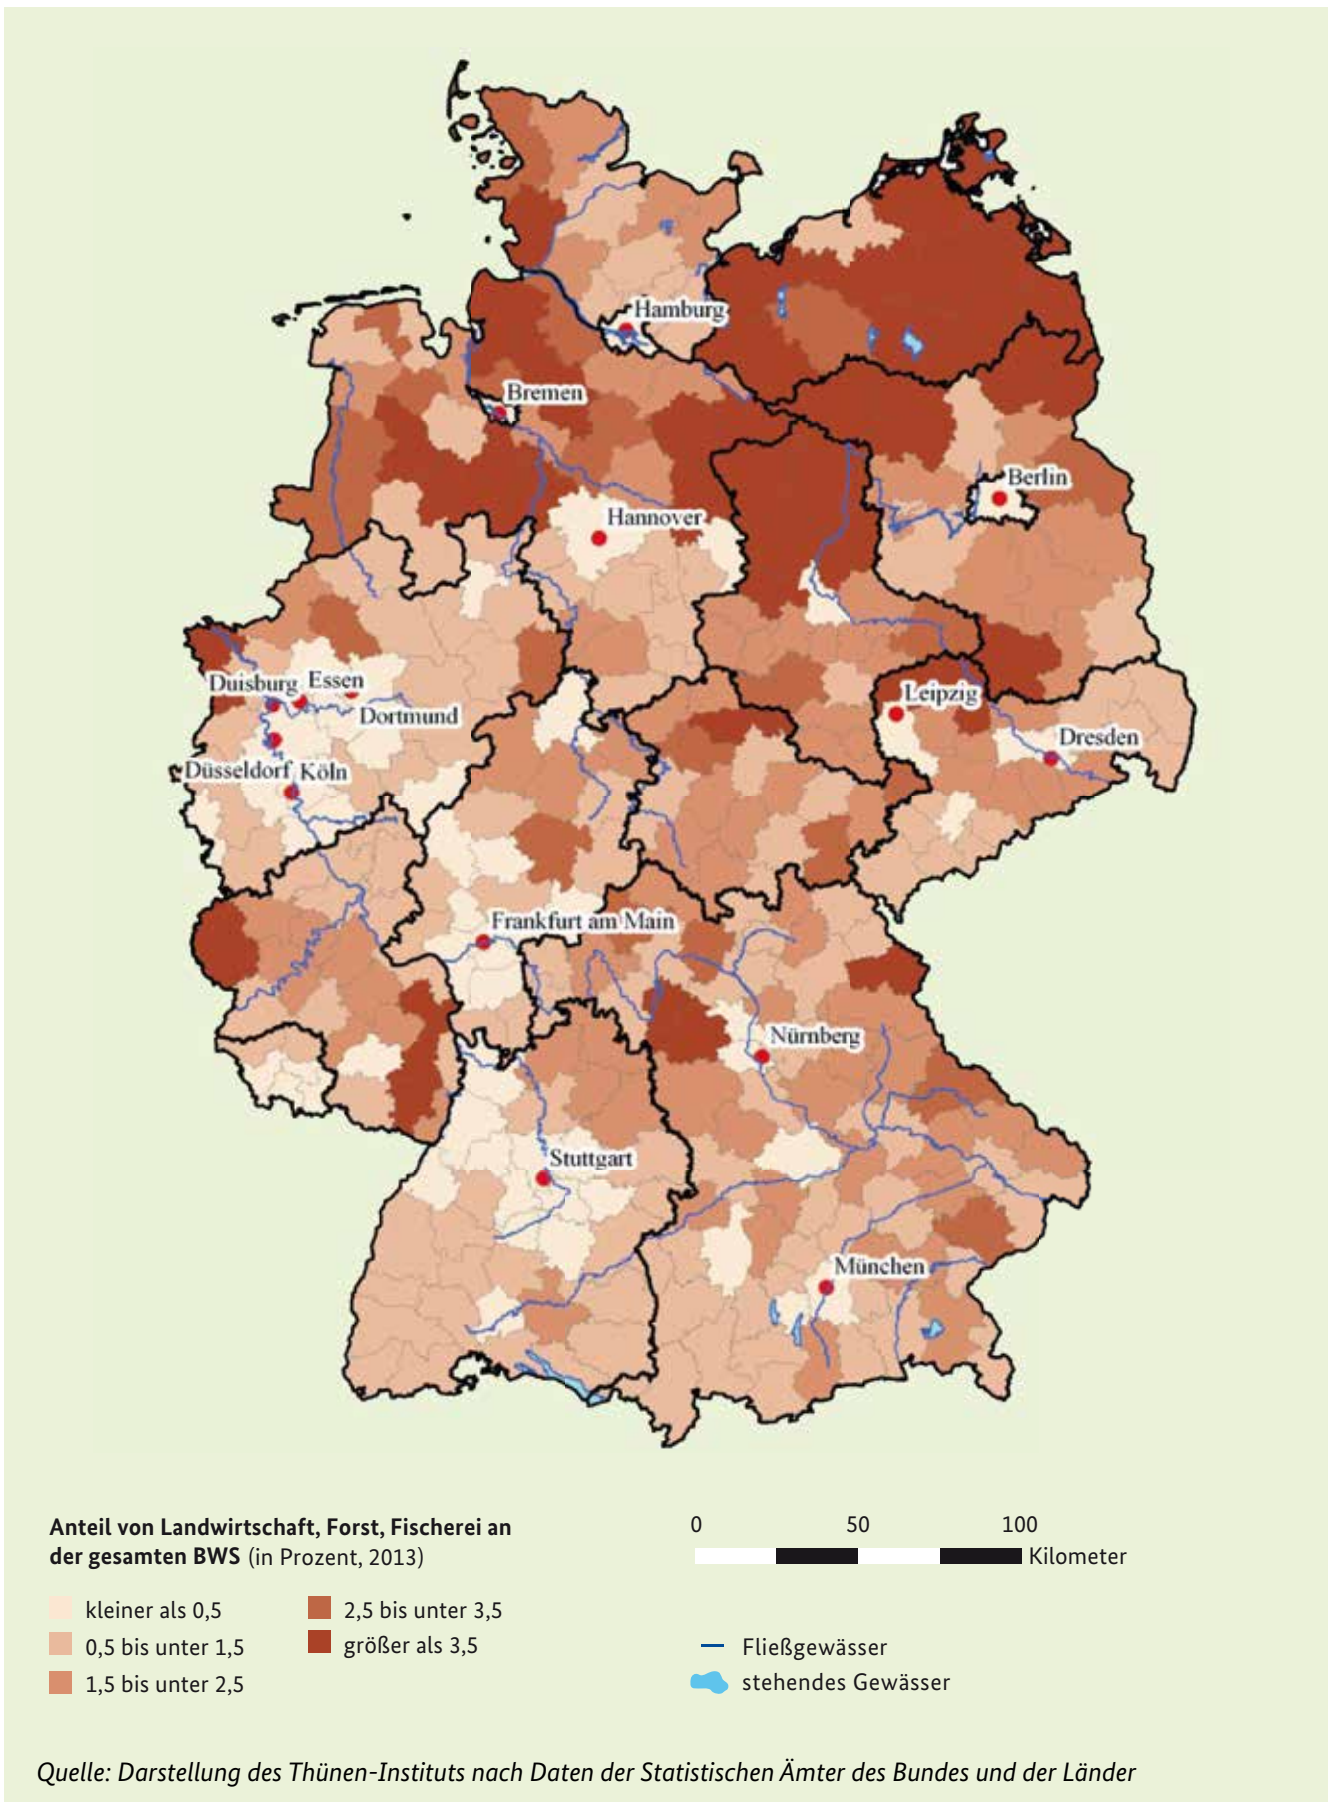 Hamburg
Bremen
Berlin
Hannover
Duisburg Essen
Leipzig
Dortmund
Dresden
Düsseldorf Köln
Frankfurt am Main
Nürnberg
Stuttgart
München
Anteil von Landwirtschaft, Forst, Fischerei an
der gesamten BWS (in Prozent, 2013)
kleiner als 0,5
0,5 bis unter 1,5
1,5 bis unter 2,5
2,5 bis unter 3,5
größer als 3,5
0 50 100
Kilometer
Fließgewässer
stehendes Gewässer
Quelle: Darstellung des Thünen-Instituts nach Daten der Statistischen Ämter des Bundes und der Länder